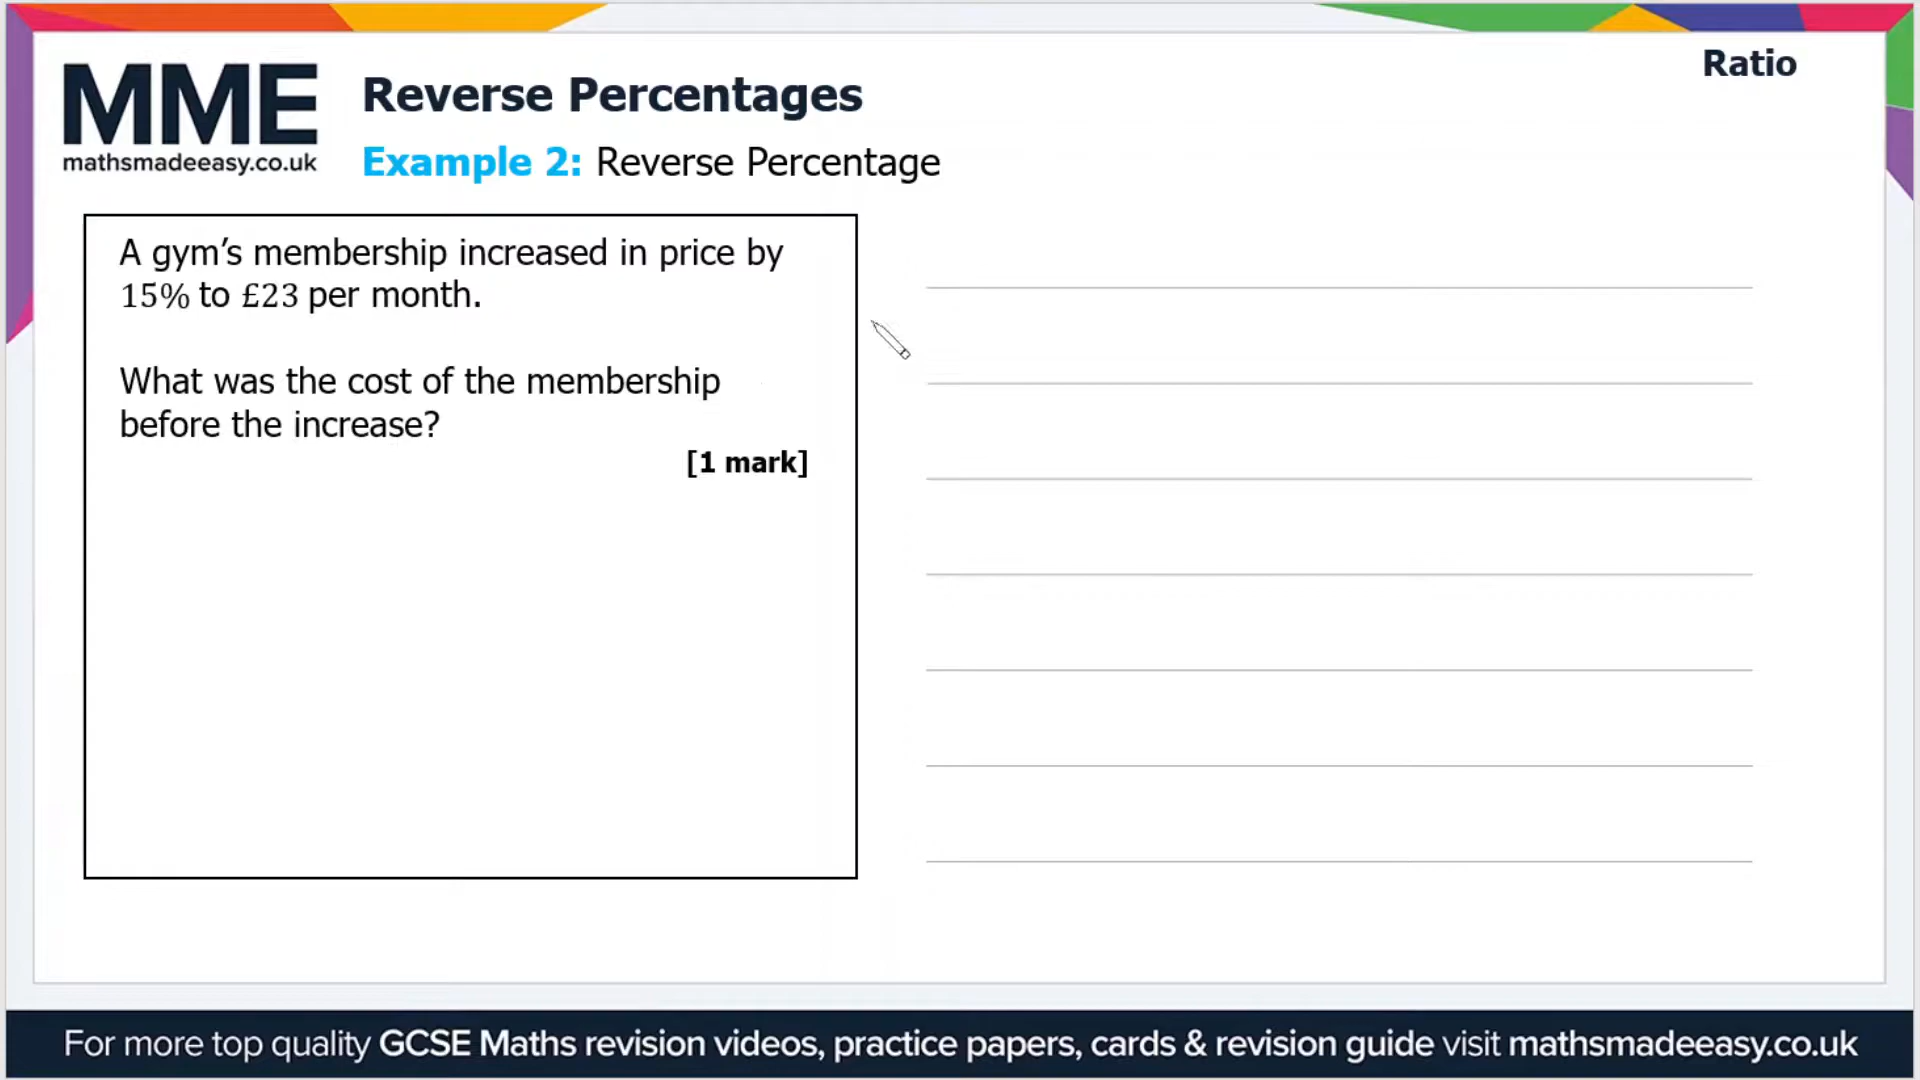 Ratio
MME
mathsmadeeasy.co.uk
Reverse Percentages
Example 2: Reverse Percentage
A gym’s membership increased in price by
15% to £23 per month.
What was the cost of the membership
before the increase?
[1 mark]
For more top quality GCSE Maths revision videos, practice papers, cards & revision guide visit mathsmadeeasy.co.uk